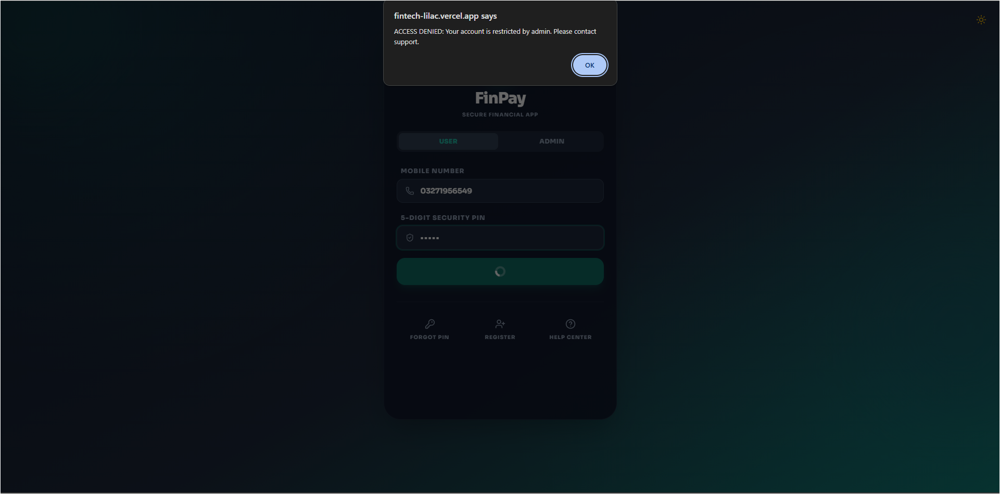 fintech-lilac.vercel.app says
ACCESS DENIED: Your account is restricted by admin. Please contact
support.
OK
FinPay
SECURE FINANCIAL APP
USER ADMIN
MOBILE NUMBER
03271956549
5-DIGIT SECURITY PIN
FORGOT PIN REGISTER HELP CENTER